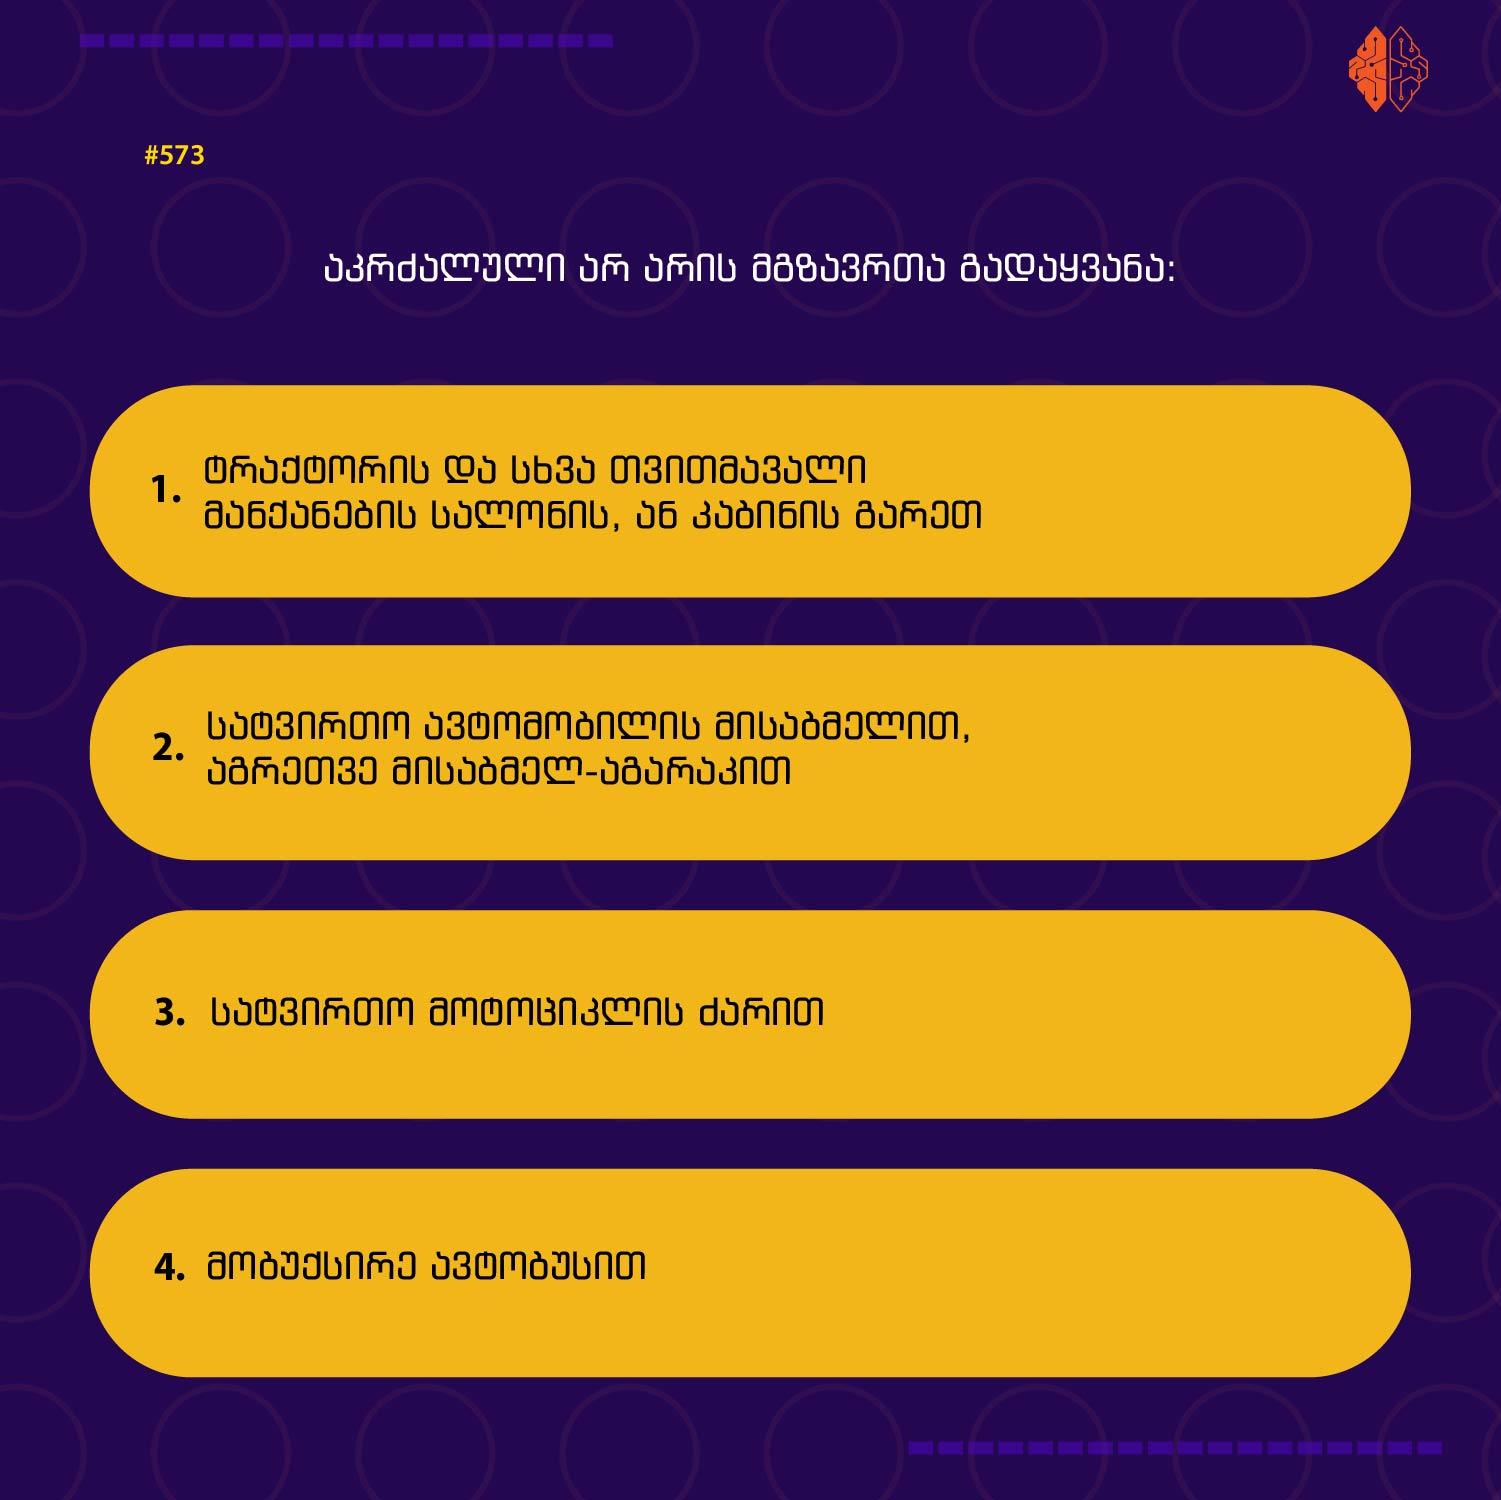 #573
აკრძალული არ არის მგზავრთა გადაყვანა:
1. ტრაქტორის და სხვა თვითმავალი
მანქანების სალონის, ან კაბინის გარეთ
2. სატვირთო ავტომობილის მისაბმელით,
აგრეთვე მისაბმელ-აგარაკით
3. სატვირთო მოტოციკლის ძარით
4. მობუქსირე ავტობუსით